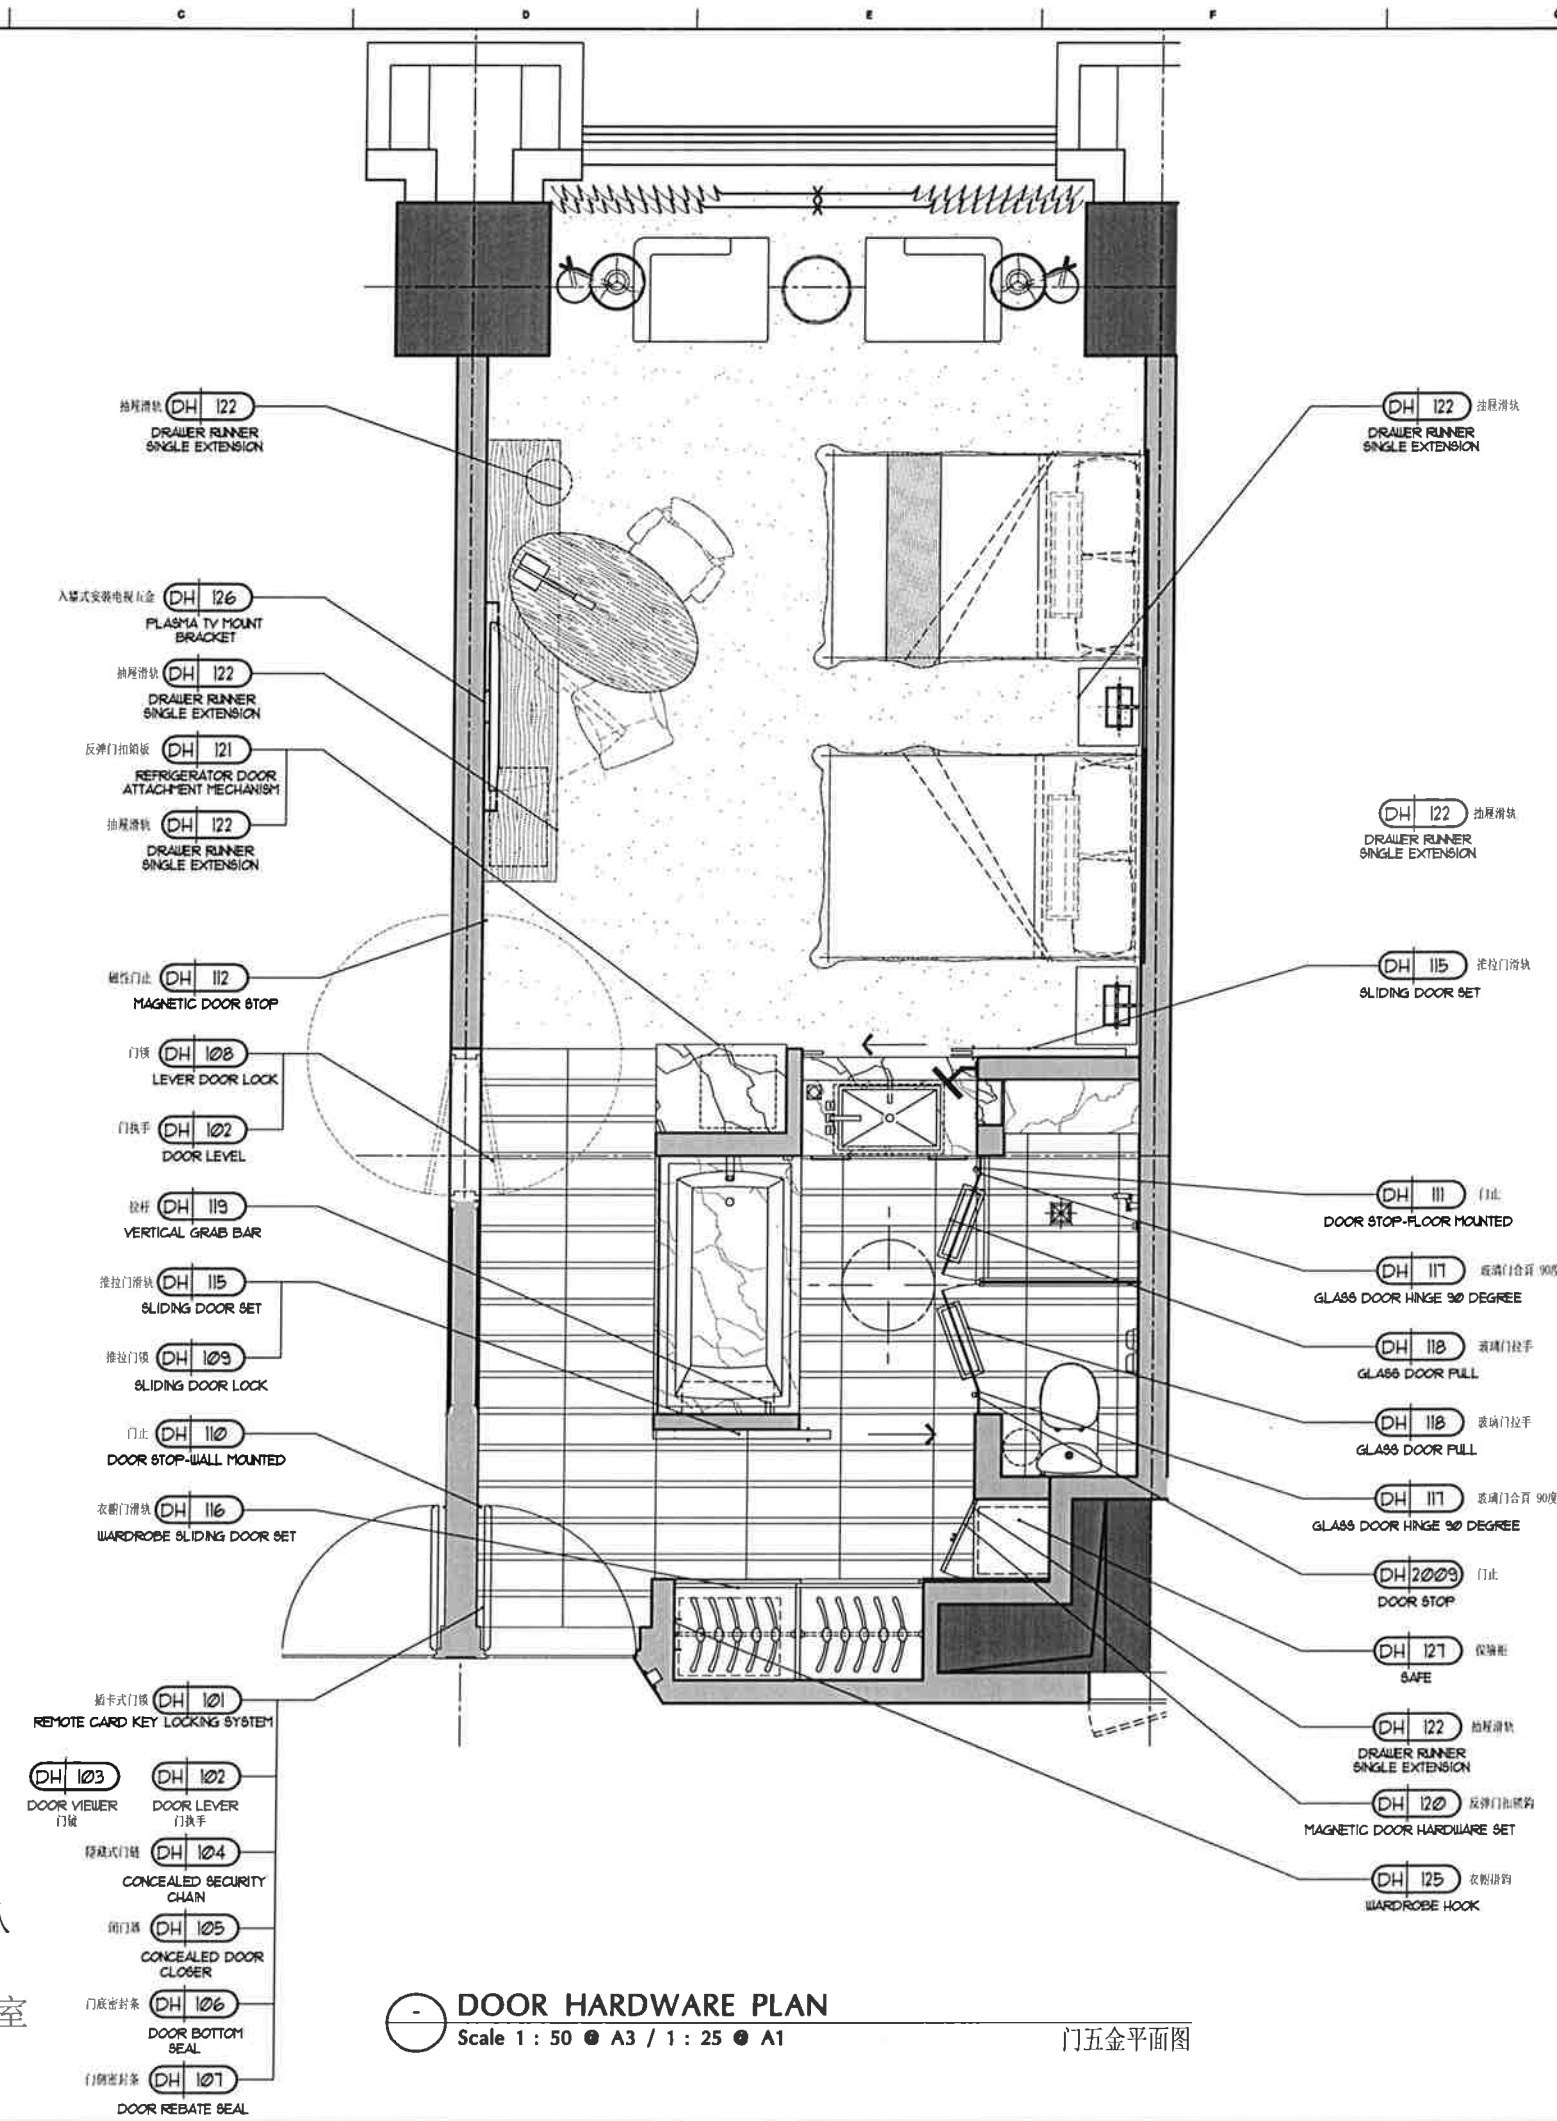 C D E F
抽屉滑轨 DH 122
DRAWER RUNNER
SINGLE EXTENSION
入墙式安装电视五金 DH 126
PLASMA TV MOUNT
BRACKET
抽屉滑轨 DH 122
DRAWER RUNNER
SINGLE EXTENSION
反弹门扣锁板 DH 121
REFRIGERATOR DOOR
ATTACHMENT MECHANISM
抽屉滑轨 DH 122
DRAWER RUNNER
SINGLE EXTENSION
磁性门止 DH 112
MAGNETIC DOOR STOP
门锁 DH 108
LEVER DOOR LOCK
门执手 DH 102
DOOR LEVEL
拉杆 DH 119
VERTICAL GRAB BAR
推拉门滑轨 DH 115
SLIDING DOOR SET
推拉门锁 DH 109
SLIDING DOOR LOCK
门止 DH 110
DOOR STOP-WALL MOUNTED
衣橱门滑轨 DH 116
WARDROBE SLIDING DOOR SET
插卡式门锁 DH 101
REMOTE CARD KEY LOCKING SYSTEM
DH 103
DOOR VIEWER
门镜
DH 102
DOOR LEVER
门执手
隐藏式门链 DH 104
CONCEALED SECURITY
CHAIN
闭门器 DH 105
CONCEALED DOOR
CLOSER
门底密封条 DH 106
DOOR BOTTOM
SEAL
门侧密封条 DH 107
DOOR REBATE SEAL
室
DH 122 抽屉滑轨
DRAWER RUNNER
SINGLE EXTENSION
DH 122 抽屉滑轨
DRAWER RUNNER
SINGLE EXTENSION
DH 115 推拉门滑轨
SLIDING DOOR SET
DH 111 门止
DOOR STOP-FLOOR MOUNTED
DH 117 玻璃门合页 90度
GLASS DOOR HINGE 90 DEGREE
DH 118 玻璃门拉手
GLASS DOOR PULL
DH 118 玻璃门拉手
GLASS DOOR PULL
DH 117 玻璃门合页 90度
GLASS DOOR HINGE 90 DEGREE
DH 2009 门止
DOOR STOP
DH 127 保险柜
SAFE
DH 122 抽屉滑轨
DRAWER RUNNER
SINGLE EXTENSION
DH 120 反弹门扣锁钩
MAGNETIC DOOR HARDWARE SET
DH 125 衣橱挂钩
WARDROBE HOOK
-
DOOR HARDWARE PLAN
Scale 1 : 50 @ A3 / 1 : 25 @ A1
门五金平面图